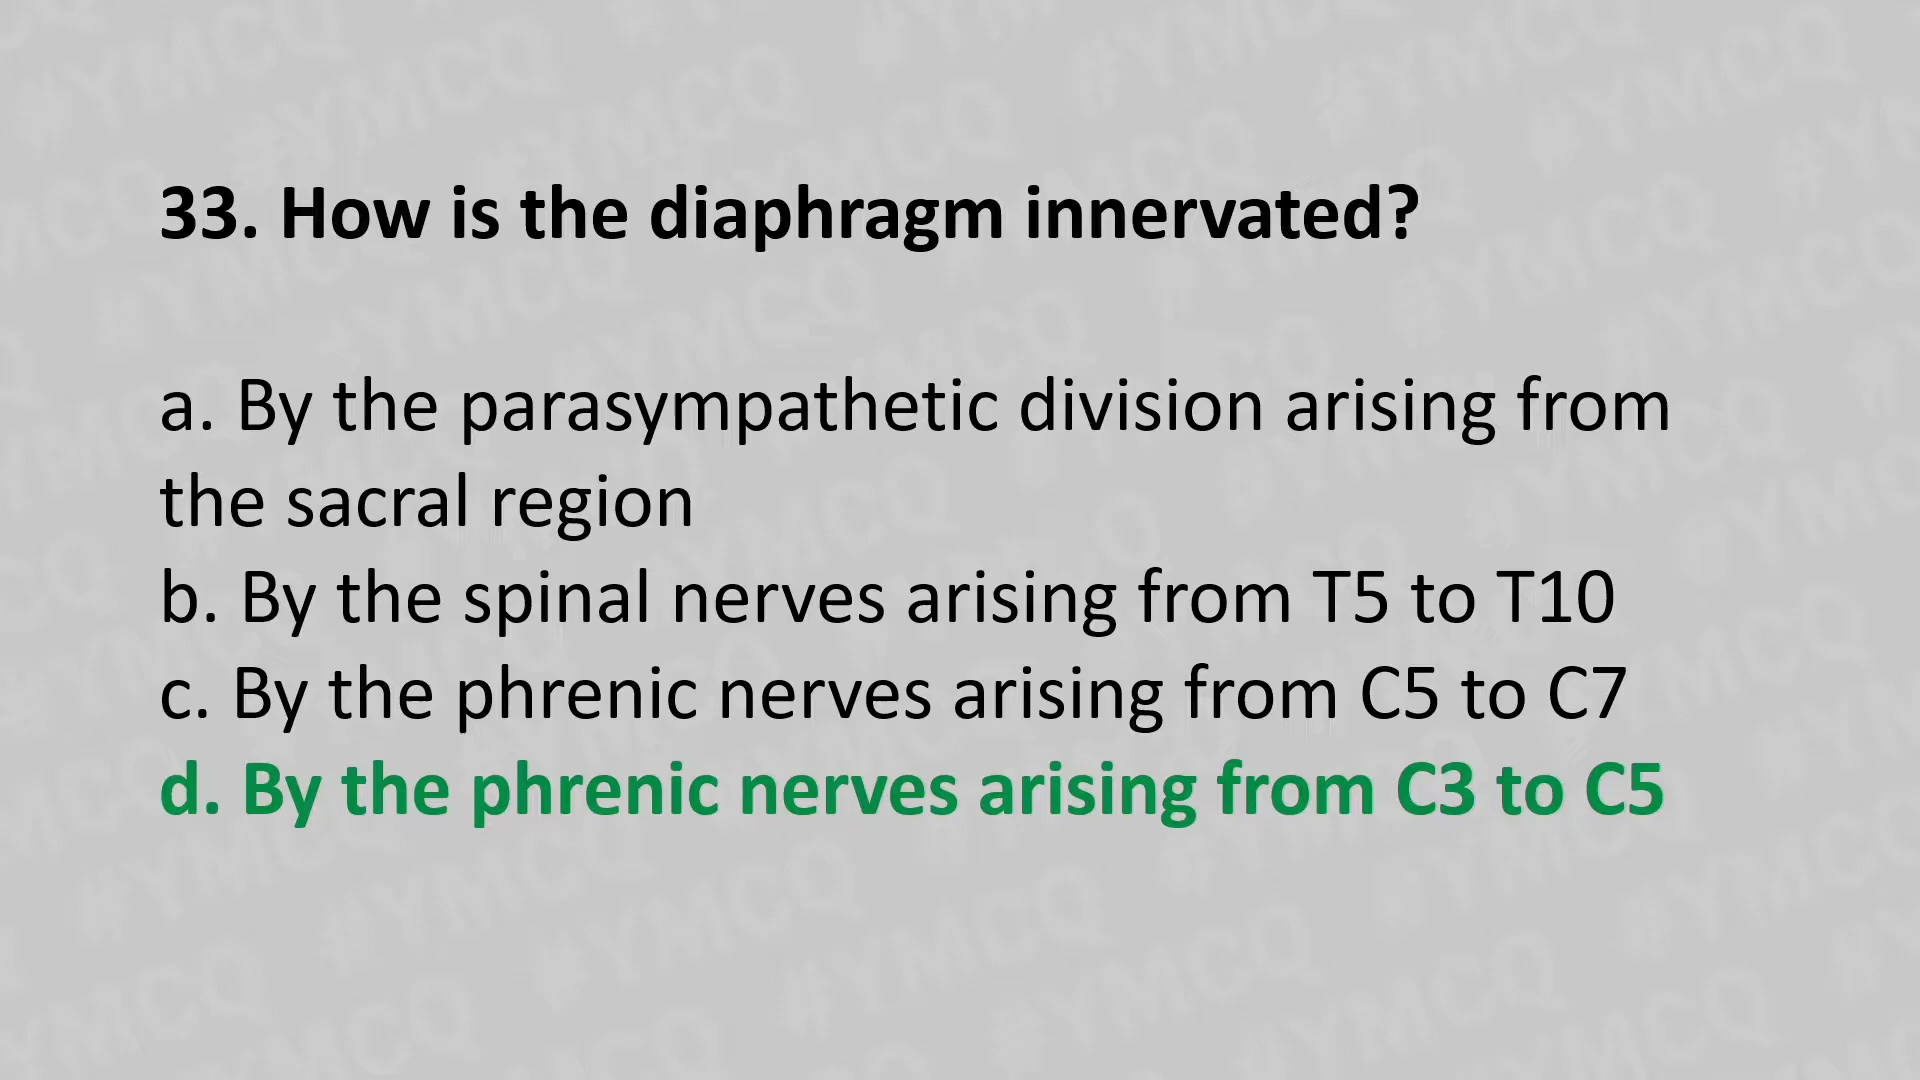 33. How is the diaphragm innervated?
a. By the parasympathetic division arising from
the sacral region
b. By the spinal nerves arising from T5 to T10
c. By the phrenic nerves arising from C5 to C7
d. By the phrenic nerves arising from C3 to C5
#YMCQ